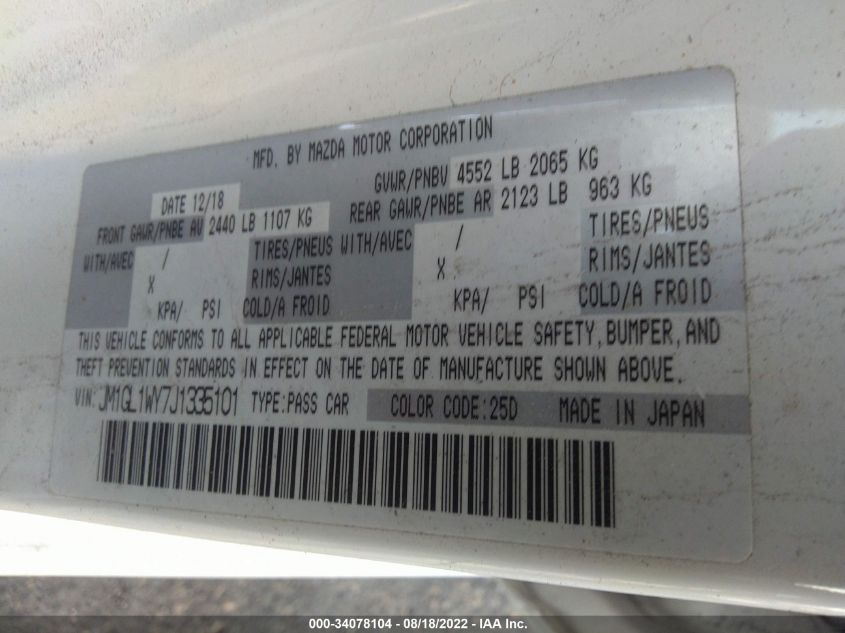 MFD. BY MAZDA MOTOR CORPORATION
DATE 12/18 GVWR/PNBV 4552 LB 2065 KG
FRONT GAWR/PNBE AV 2440 LB 1107 KG REAR GAWR/PNBE AR 2123 LB 963 KG
WITH/AVEC / TIRES/PNEUS WITH/AVEC / TIRES/PNEUS
X RIMS/JANTES X RIMS/JANTES
KPA/ PSI COLD/A FROID KPA/ PSI COLD/A FROID
THIS VEHICLE CONFORMS TO ALL APPLICABLE FEDERAL MOTOR VEHICLE SAFETY, BUMPER, AND
THEFT PREVENTION STANDARDS IN EFFECT ON THE DATE OF MANUFACTURE SHOWN ABOVE.
VIN: JM1GL1WY7J1335101 TYPE:PASS CAR COLOR CODE:25D MADE IN JAPAN
000-34078104 - 08/18/2022 - IAA Inc.